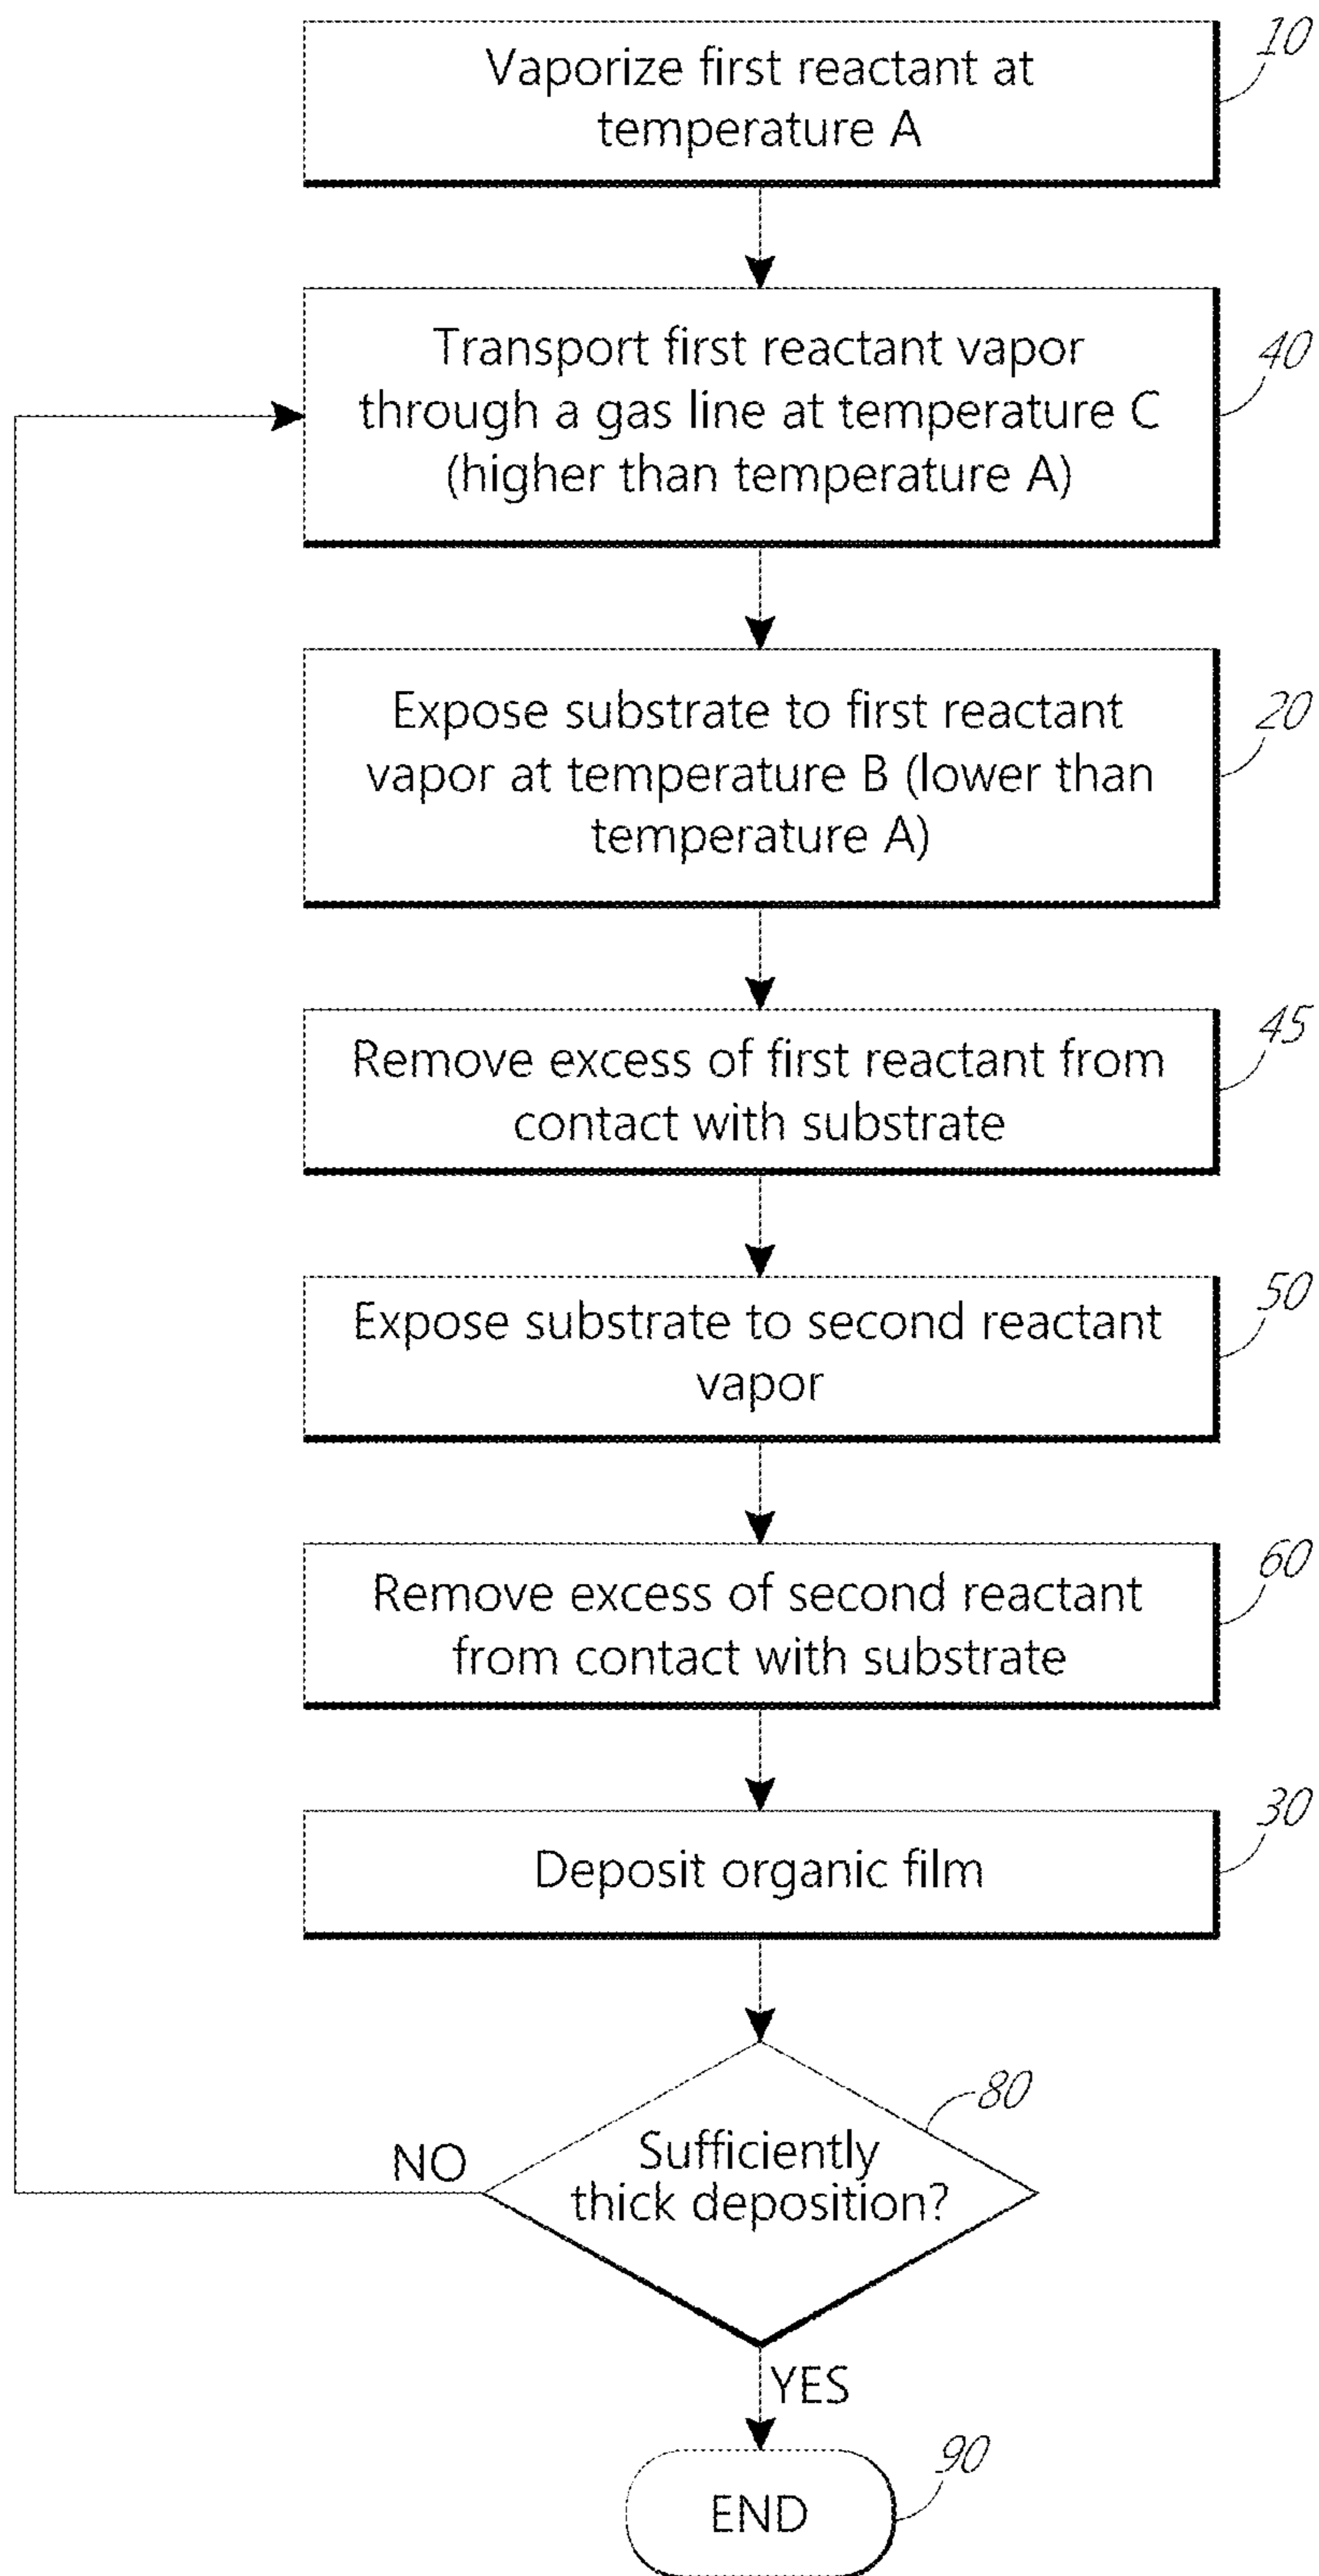 Vaporize first reactant at
temperature A
10
Transport first reactant vapor
through a gas line at temperature C
(higher than temperature A)
40
Expose substrate to first reactant
vapor at temperature B (lower than
temperature A)
20
Remove excess of first reactant from
contact with substrate
45
Expose substrate to second reactant
vapor
50
Remove excess of second reactant
from contact with substrate
60
Deposit organic film
30
Sufficiently
thick deposition?
80
NO
YES
END
90